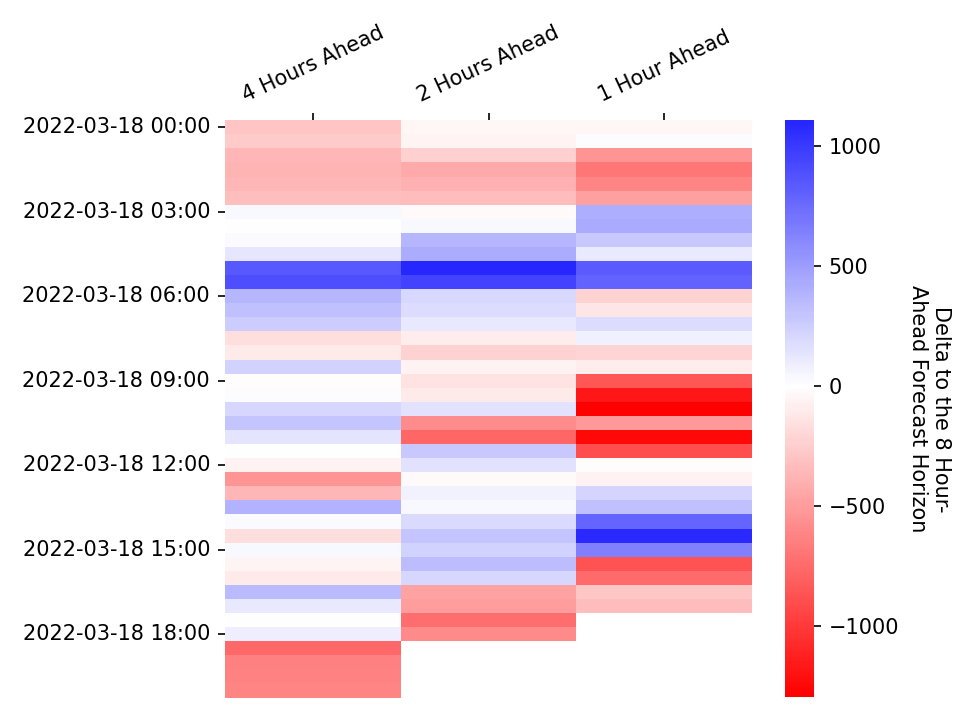 4 Hours Ahead
2 Hours Ahead
1 Hour Ahead
2022-03-18 00:00
2022-03-18 03:00
2022-03-18 06:00
2022-03-18 09:00
2022-03-18 12:00
2022-03-18 15:00
2022-03-18 18:00
1000
500
0
−500
−1000
Delta to the 8 Hour-
Ahead Forecast Horizon